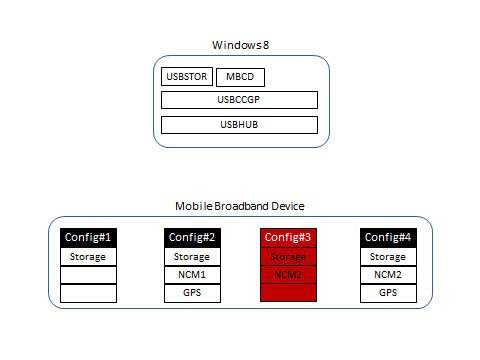 Windows 8
USBSTOR MBCD
USBCCGP
USBHUB
Mobile Broadband Device
Config#1 Config#2 Config#3 Config#4
Storage Storage Storage Storage
NCM1 NCM2 NCM2
GPS GPS